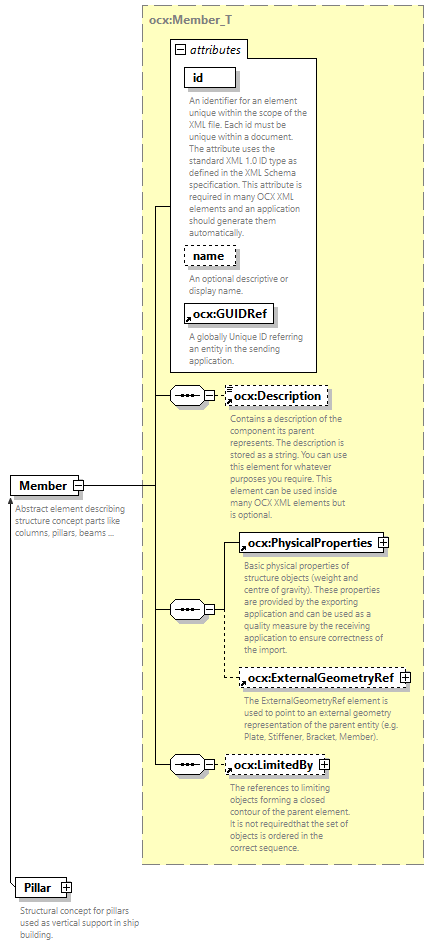 ocx:Member_T
attributes
id
An identifier for an element
unique within the scope of the
XML file. Each id must be
unique within a document.
The attribute uses the
standard XML 1.0 ID type as
defined in the XML Schema
specification. This attribute is
required in many OCX XML
elements and an application
should generate them
automatically.
name
An optional descriptive or
display name.
ocx:GUIDRef
A globally Unique ID referring
an entity in the sending
application.
ocx:Description
Contains a description of the
component its parent
represents. The description is
stored as a string. You can use
this element for whatever
purposes you require. This
element can be used inside
many OCX XML elements but
is optional.
Member
Abstract element describing
structure concept parts like
columns, pillars, beams ...
ocx:PhysicalProperties
Basic physical properties of
structure objects (weight and
centre of gravity). These properties
are provided by the exporting
application and can be used as a
quality measure by the receiving
application to ensure correctness of
the import.
ocx:ExternalGeometryRef
The ExternalGeometryRef element is
used to point to an external geometry
representation of the parent entity (e.g.
Plate, Stiffener, Bracket, Member).
ocx:LimitedBy
The references to limiting
objects forming a closed
contour of the parent element.
It is not requiredthat the set of
objects is ordered in the
correct sequence.
Pillar
Structural concept for pillars
used as vertical support in ship
building.